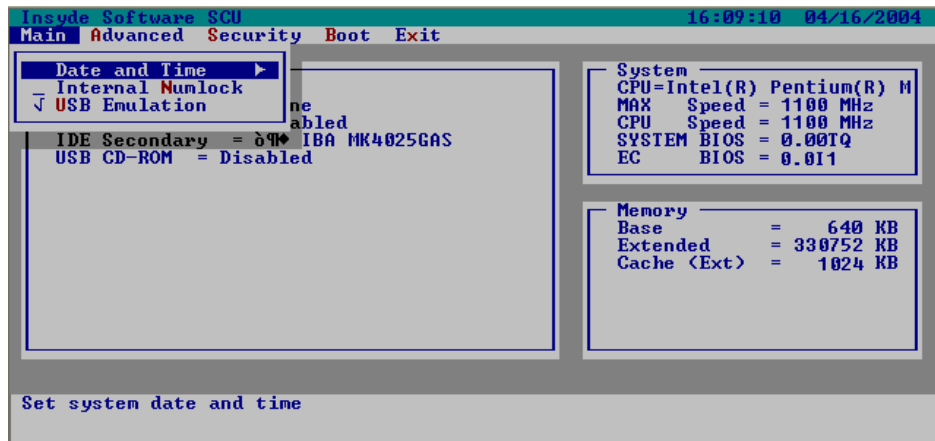 Insyde Software SCU 16:09:10 04/16/2004
Main Advanced Security Boot Exit
Date and Time ►
_ Internal Numlock
√ USB Emulation
ne
abled
IDE Secondary = ò¶◆ IBA MK4025GAS
USB CD-ROM = Disabled
System
CPU=Intel(R) Pentium(R) M
MAX Speed = 1100 MHz
CPU Speed = 1100 MHz
SYSTEM BIOS = 0.00TQ
EC BIOS = 0.0I1
Memory
Base = 640 KB
Extended = 330752 KB
Cache (Ext) = 1024 KB
Set system date and time